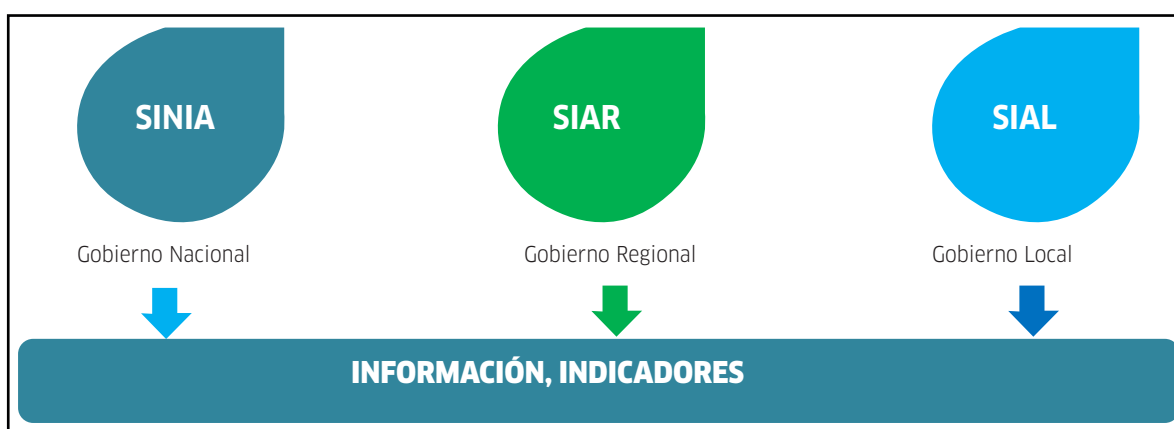 SINIA
SIAR
SIAL
Gobierno Nacional
Gobierno Regional
Gobierno Local
INFORMACIÓN, INDICADORES